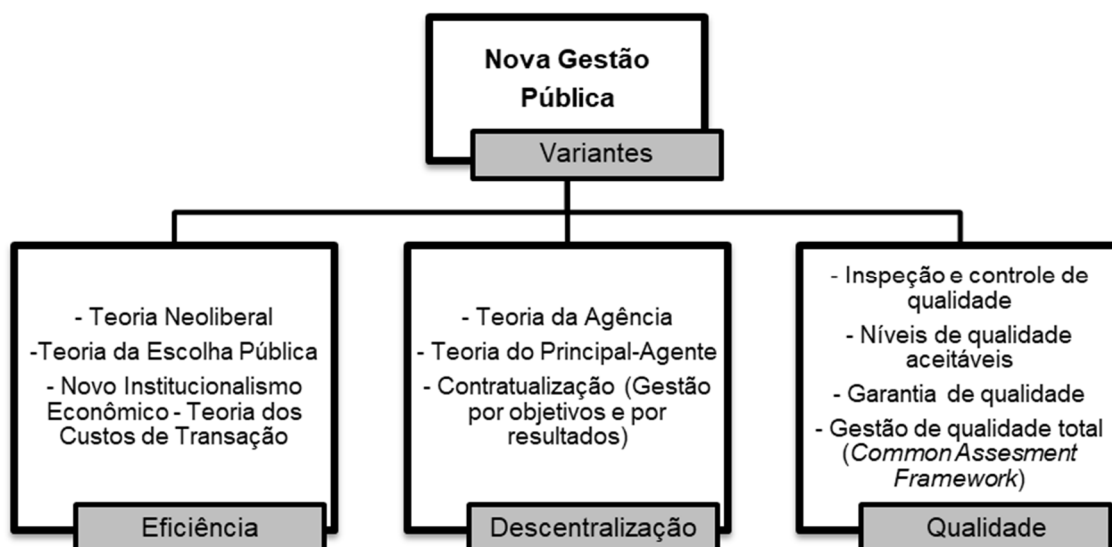 Nova Gestão
Pública
Variantes
- Teoria Neoliberal
-Teoria da Escolha Pública
- Novo Institucionalismo
Econômico - Teoria dos
Custos de Transação
Eficiência
- Teoria da Agência
- Teoria do Principal-Agente
- Contratualização (Gestão
por objetivos e por
resultados)
Descentralização
- Inspeção e controle de
qualidade
- Níveis de qualidade
aceitáveis
- Garantia de qualidade
- Gestão de qualidade total
(Common Assesment
Framework)
Qualidade